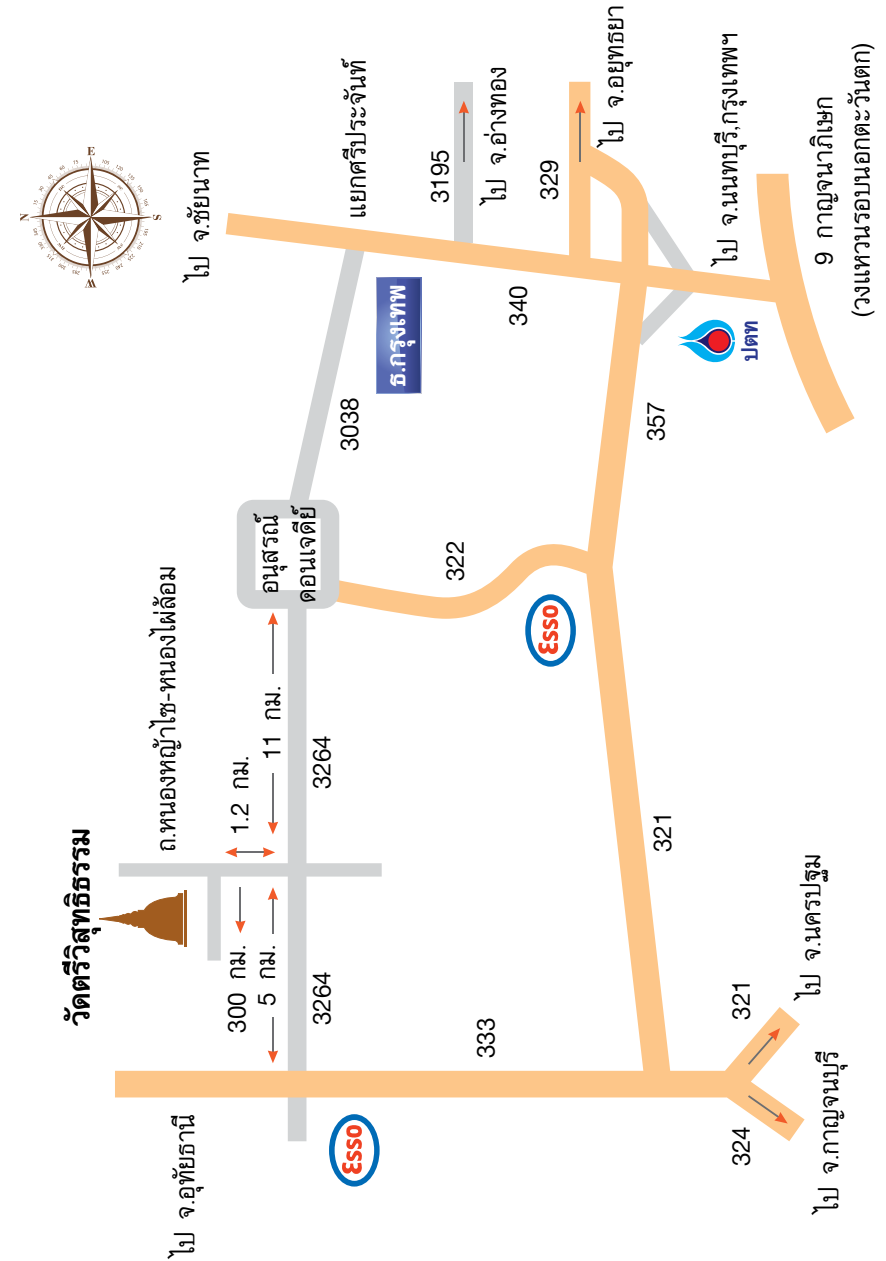 N
วัดตรีวิสุทธิธรรม
W
E
S
ถ.หนองหญ้าไซ-หนองไผ่ล้อม
ไป จ.อุทัยธานี
ไป จ.ชัยนาท
300 กม.
1.2 กม.
5 กม.
11 กม.
อนุสรณ์
ดอนเจดีย์
3264
3264
3038
Esso
แยกศรีประจันท์
ธ.กรุงเทพ
3195
322
333
ไป จ.อ่างทอง
340
329
Esso
ไป จ.อยุทธยา
357
321
ไป จ.นนทบุรี,กรุงเทพฯ
324
321
ปตท
ไป จ.นครปฐม
ไป จ.กาญจนบุรี
9 กาญจนาภิเษก
(วงแหวนรอบนอกตะวันตก)